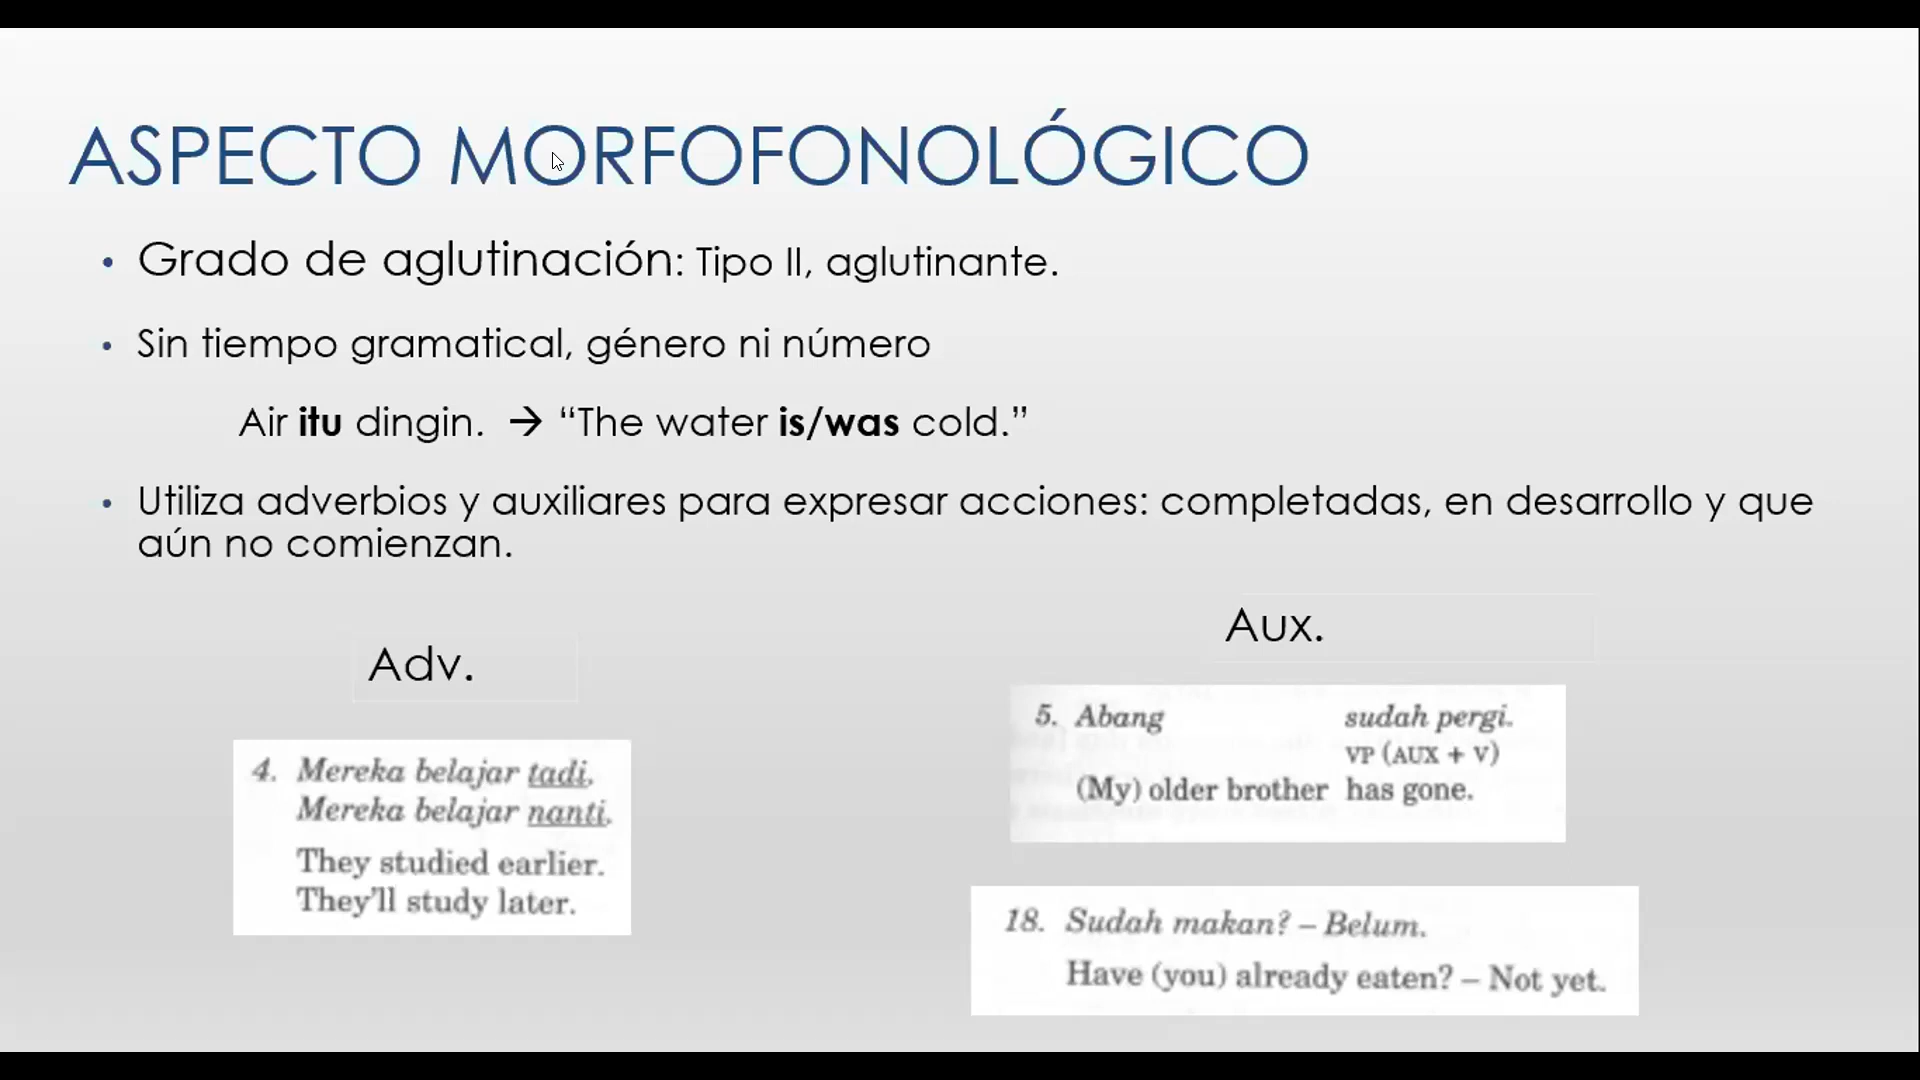 ASPECTO MORFOFONOLÓGICO
• Grado de aglutinación: Tipo II, aglutinante.
• Sin tiempo gramatical, género ni número
Air itu dingin. → “The water is/was cold.”
• Utiliza adverbios y auxiliares para expresar acciones: completadas, en desarrollo y que
aún no comienzan.
Adv.
4. Mereka belajar tadi.
Mereka belajar nanti.
They studied earlier.
They'll study later.
Aux.
5. Abang sudah pergi.
VP (AUX + V)
(My) older brother has gone.
18. Sudah makan? – Belum.
Have (you) already eaten? – Not yet.